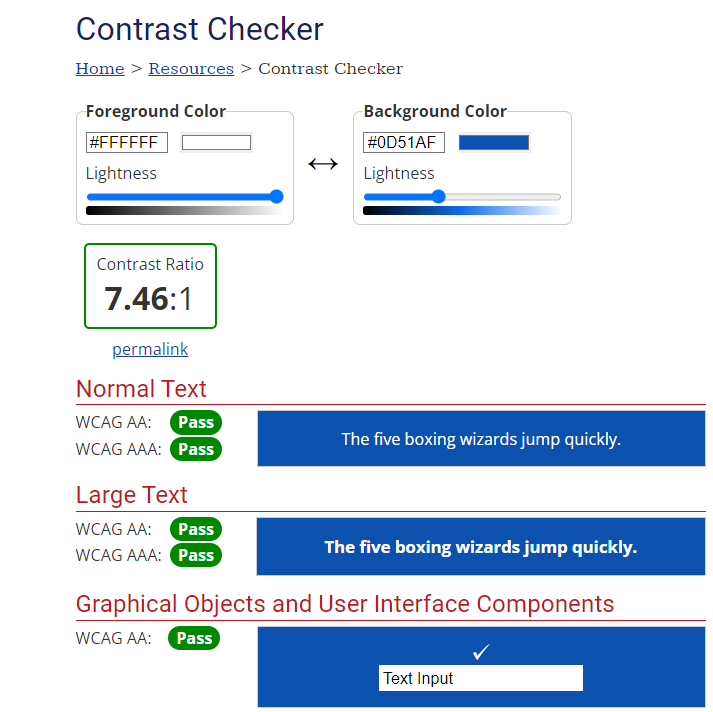 Contrast Checker
Home > Resources > Contrast Checker
Foreground Color
#FFFFFF
Lightness
Background Color
#0D51AF
Lightness
Contrast Ratio
7.46:1
permalink
Normal Text
WCAG AA: Pass
WCAG AAA: Pass
The five boxing wizards jump quickly.
Large Text
WCAG AA: Pass
WCAG AAA: Pass
The five boxing wizards jump quickly.
Graphical Objects and User Interface Components
WCAG AA: Pass
✓
Text Input